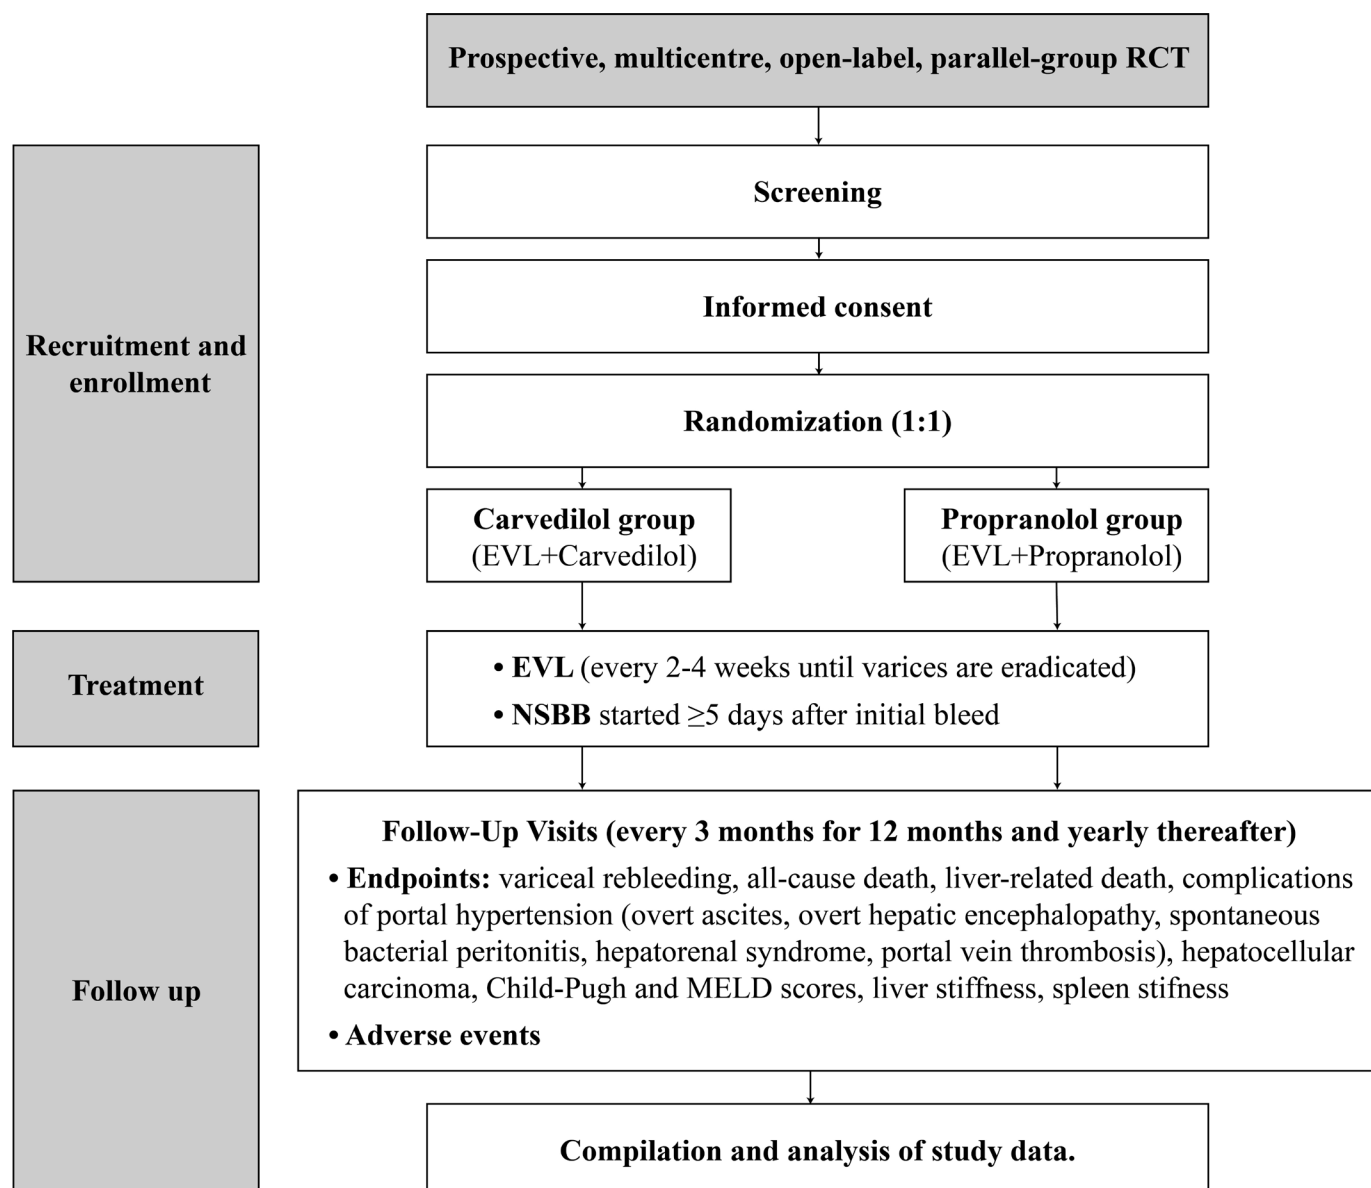 Prospective, multicentre, open-label, parallel-group RCT
Recruitment and
enrollment
Screening
Informed consent
Randomization (1:1)
Carvedilol group
(EVL+Carvedilol)
Propranolol group
(EVL+Propranolol)
Treatment
• EVL (every 2-4 weeks until varices are eradicated)
• NSBB started ≥5 days after initial bleed
Follow up
Follow-Up Visits (every 3 months for 12 months and yearly thereafter)
• Endpoints: variceal rebleeding, all-cause death, liver-related death, complications
of portal hypertension (overt ascites, overt hepatic encephalopathy, spontaneous
bacterial peritonitis, hepatorenal syndrome, portal vein thrombosis), hepatocellular
carcinoma, Child-Pugh and MELD scores, liver stiffness, spleen stifness
• Adverse events
Compilation and analysis of study data.